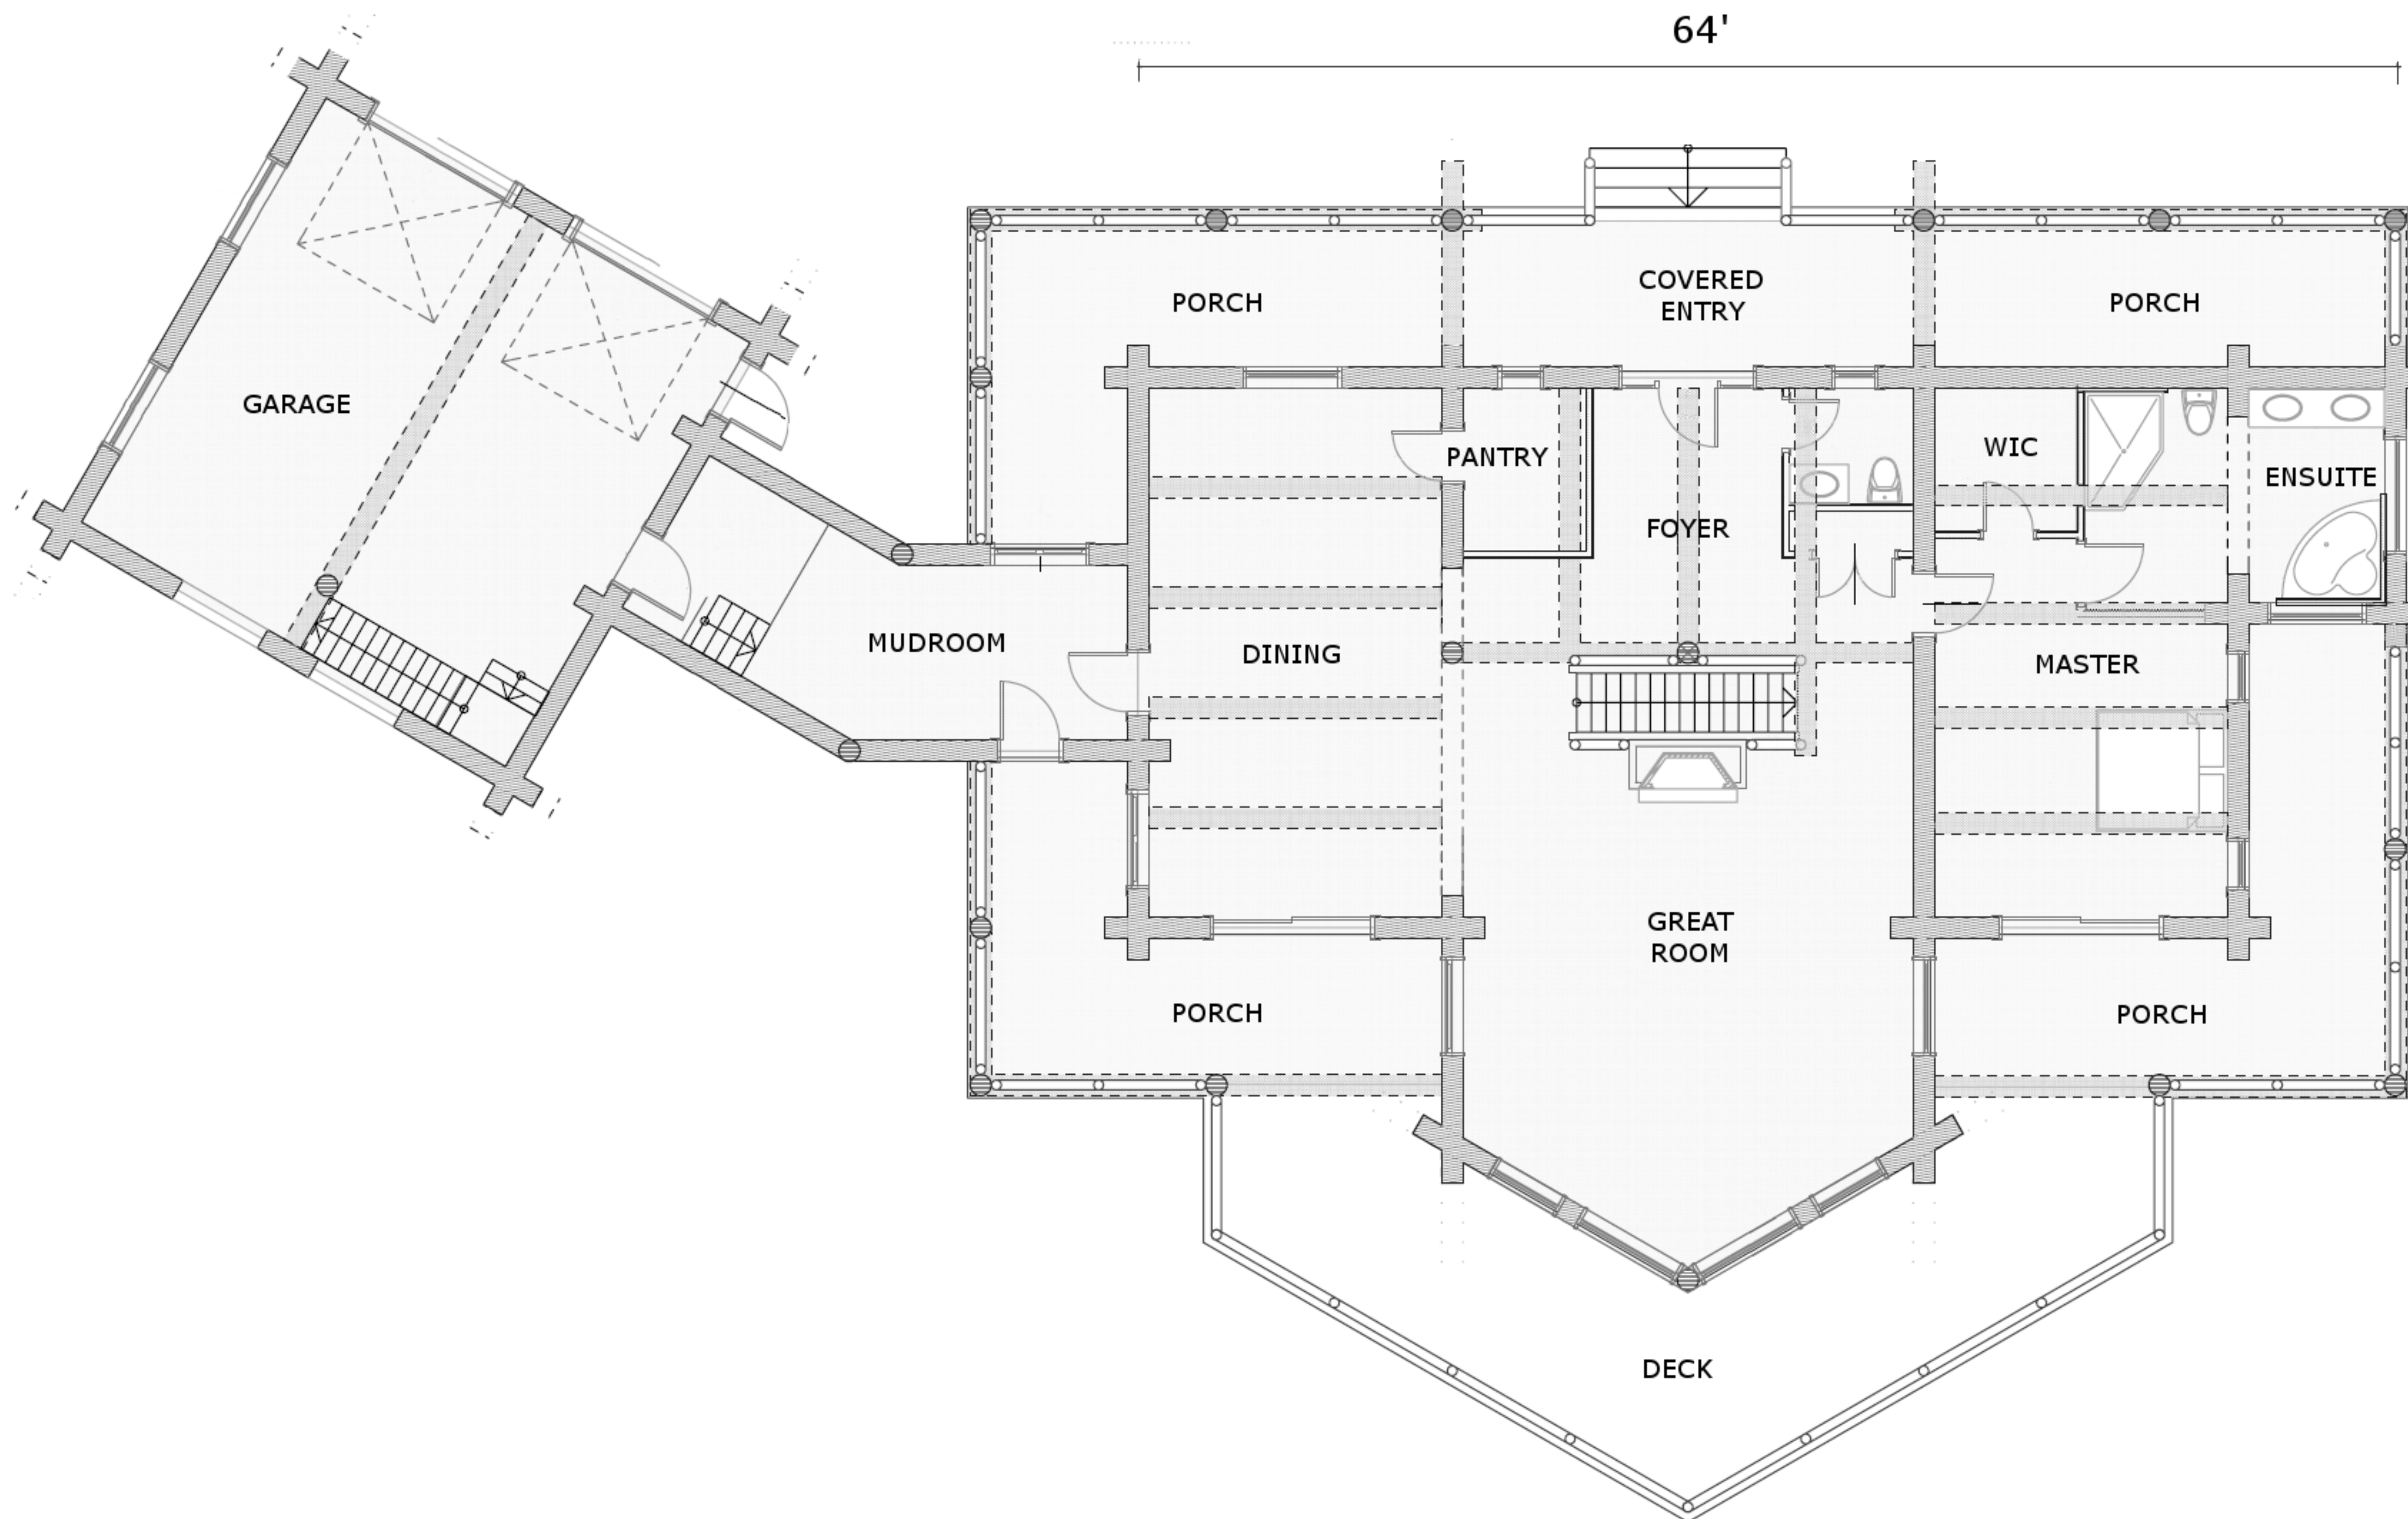 64'
COVERED
ENTRY
PORCH
PORCH
GARAGE
WIC
PANTRY
ENSUITE
FOYER
MUDROOM
DINING
MASTER
GREAT
ROOM
PORCH
PORCH
DECK